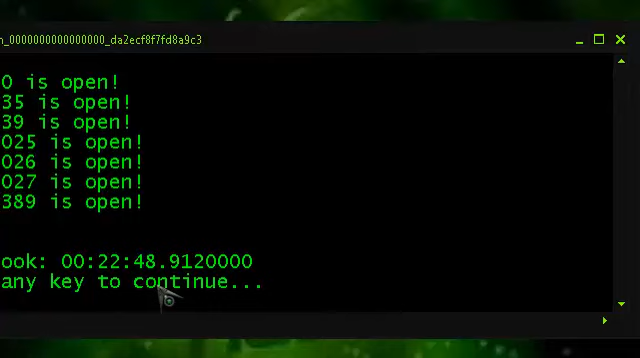 n_0000000000000000_da2ecf8f7fd8a9c3
0 is open!
35 is open!
39 is open!
025 is open!
026 is open!
027 is open!
389 is open!
ook: 00:22:48.9120000
any key to continue...